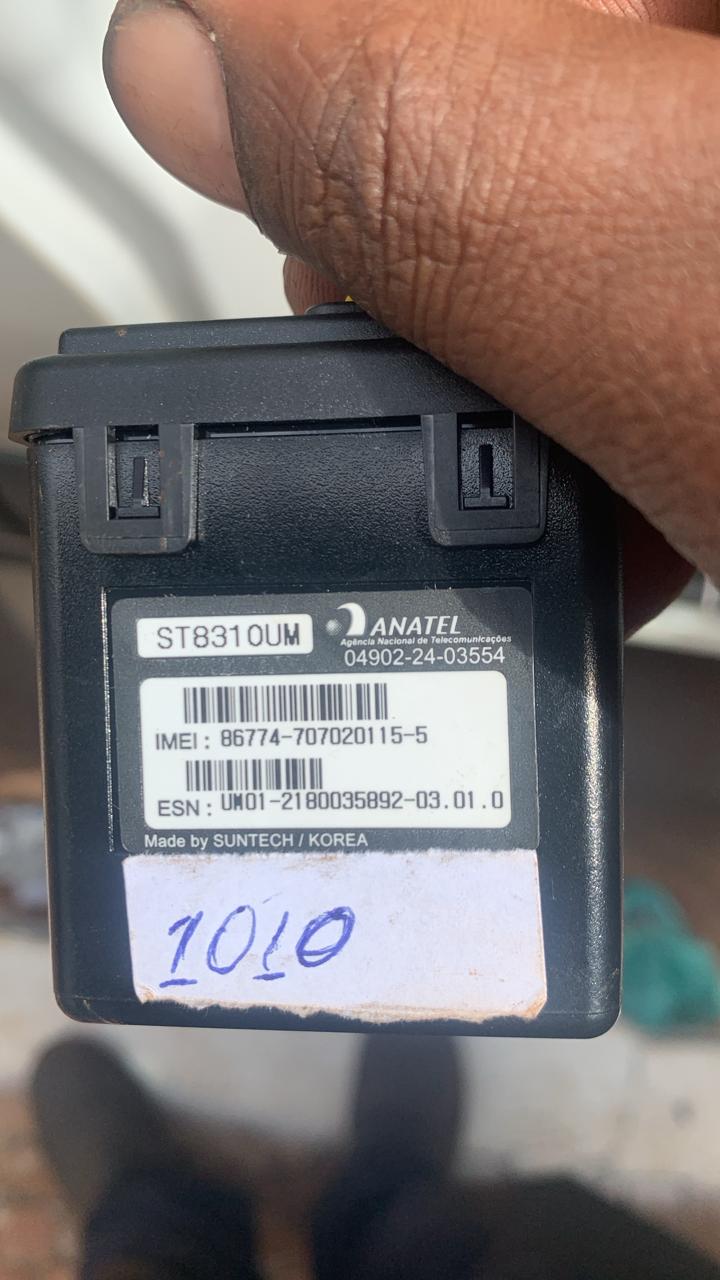 ST8310UM
ANATEL
Agência Nacional de Telecomunicações
04902-24-03554
IMEI : 86774-707020115-5
ESN : UM01-2180035892-03.01.0
Made by SUNTECH / KOREA
1010